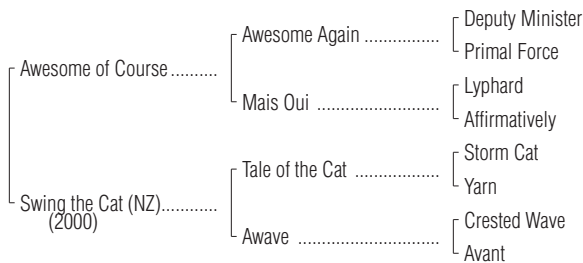 Deputy Minister
Awesome Again ..................
Primal Force
Awesome of Course ..........
Lyphard
Mais Oui .............................
Affirmatively
Storm Cat
Tale of the Cat ....................
Yarn
Swing the Cat (NZ)............
(2000)
Crested Wave
Awave .................................
Avant